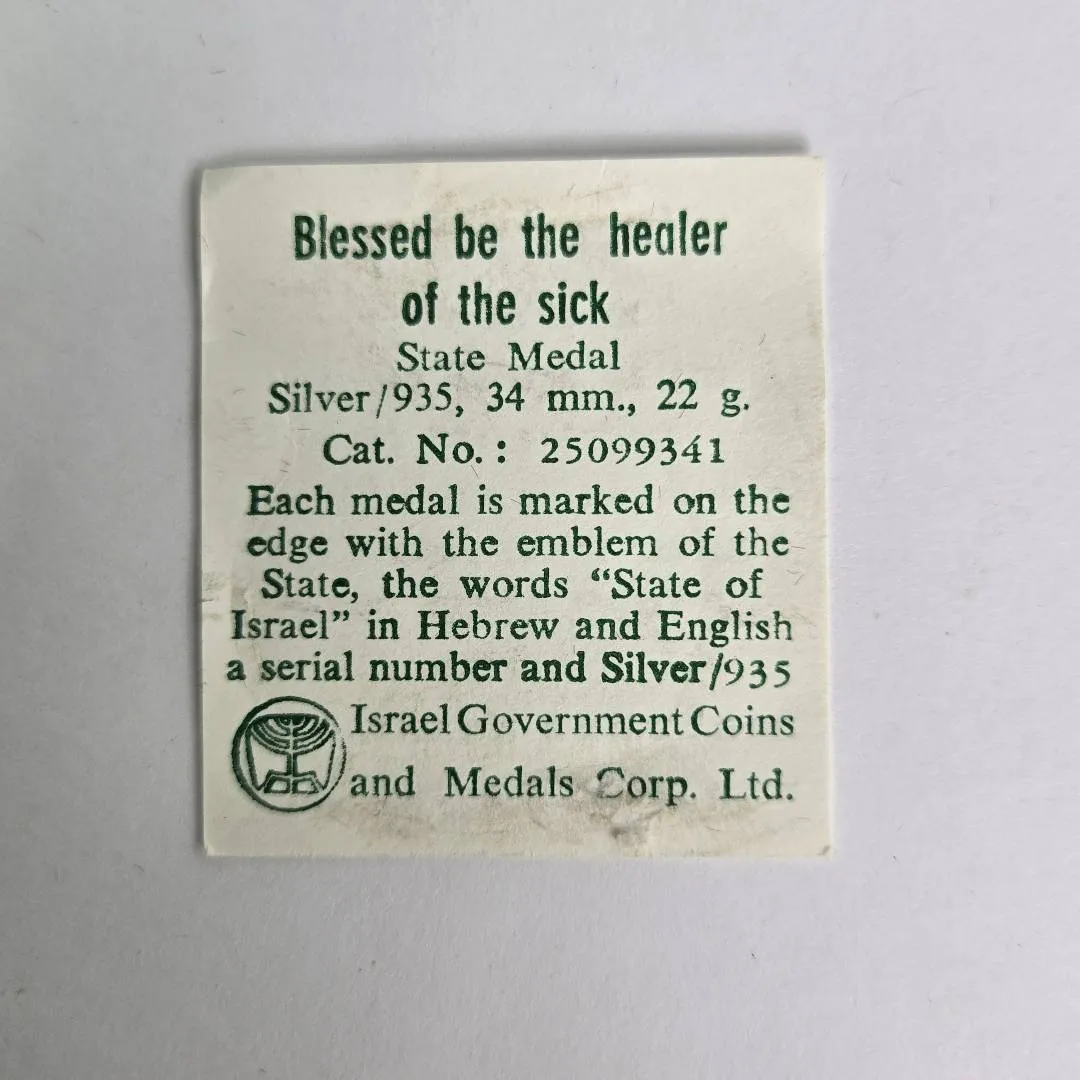 Blessed be the healer
of the sick
State Medal
Silver/935, 34 mm., 22 g.
Cat. No.: 25099341
Each medal is marked on the
edge with the emblem of the
State, the words “State of
Israel” in Hebrew and English
a serial number and Silver/935
Israel Government Coins
and Medals Corp. Ltd.